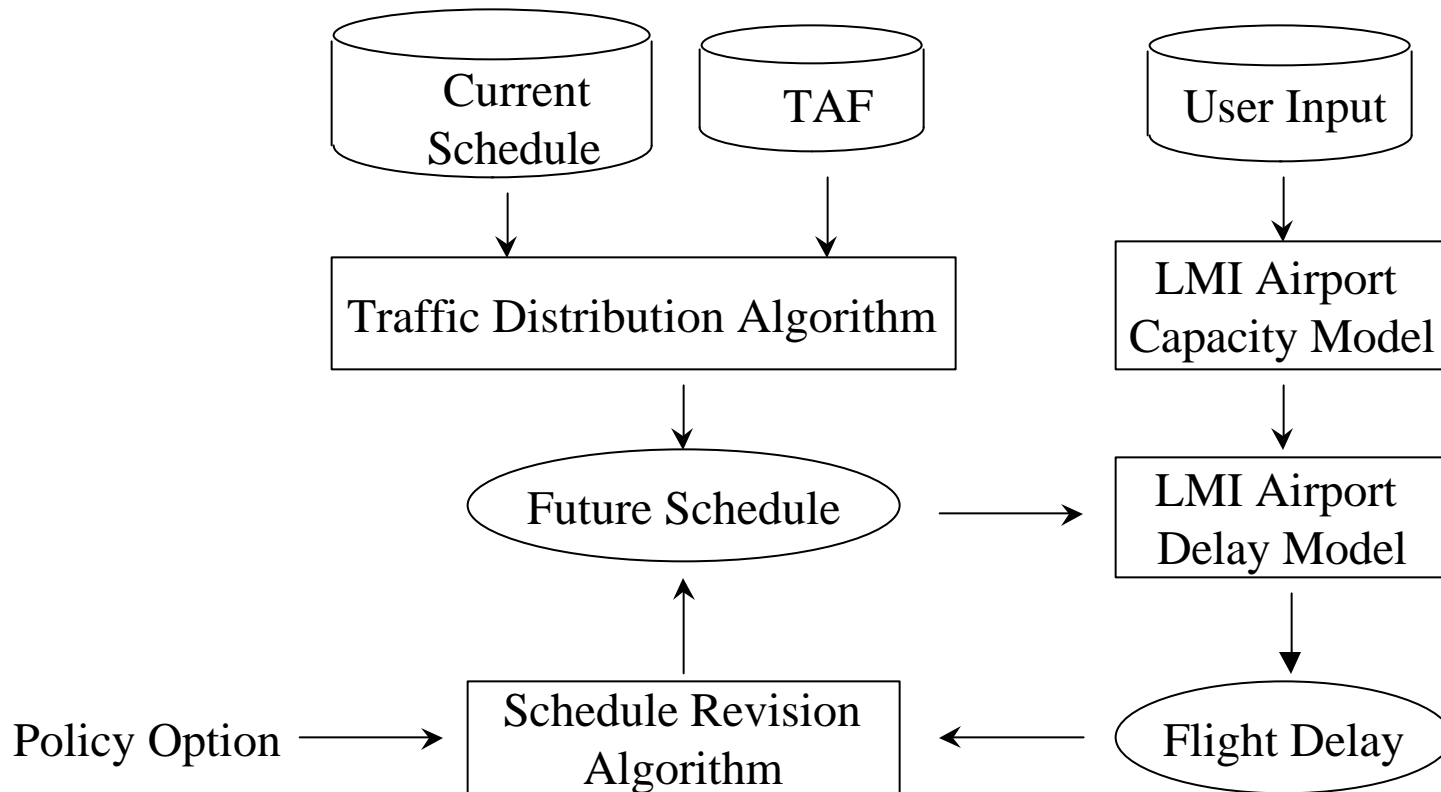 Current
Schedule
TAF
User Input
Traffic Distribution Algorithm
LMI Airport
Capacity Model
Future Schedule
LMI Airport
Delay Model
Policy Option
Schedule Revision
Algorithm
Flight Delay